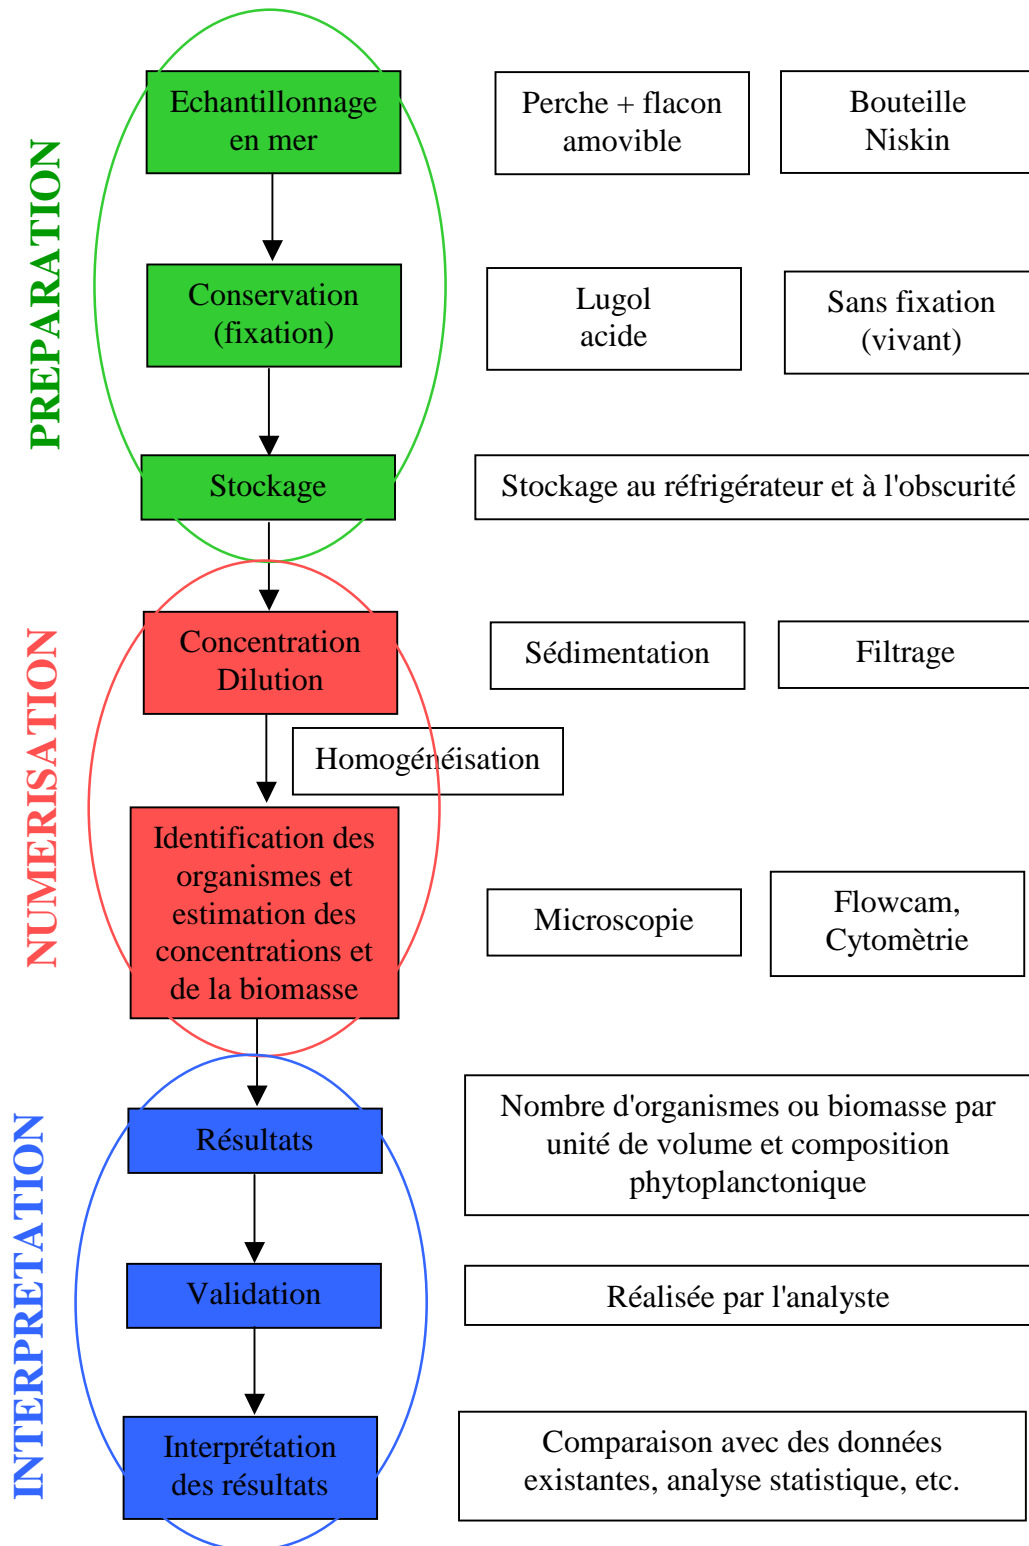 PREPARATION
Echantillonnage
en mer
Perche + flacon
amovible
Bouteille
Niskin
Conservation
(fixation)
Lugol
acide
Sans fixation
(vivant)
Stockage
Stockage au réfrigérateur et à l'obscurité
NUMERISATION
Concentration
Dilution
Sédimentation
Filtrage
Homogénéisation
Identification des
organismes et
estimation des
concentrations et
de la biomasse
Microscopie
Flowcam,
Cytomètrie
INTERPRETATION
Résultats
Nombre d'organismes ou biomasse par
unité de volume et composition
phytoplanctonique
Validation
Réalisée par l'analyste
Interprétation
des résultats
Comparaison avec des données
existantes, analyse statistique, etc.